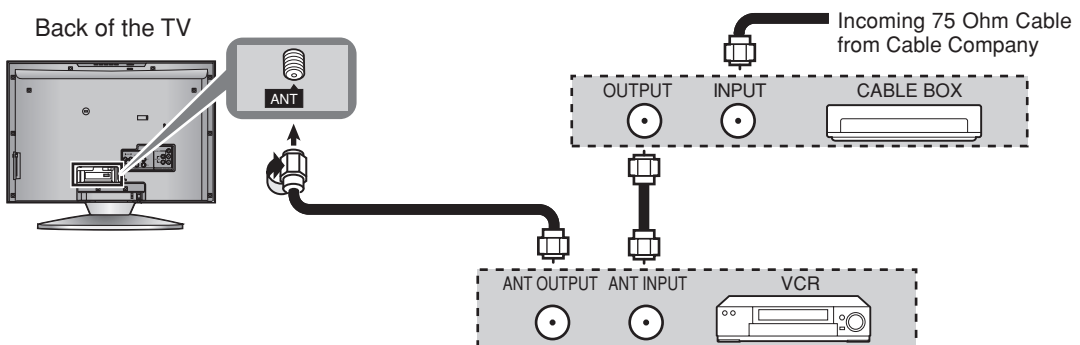 Back of the TV
ANT
Incoming 75 Ohm Cable
from Cable Company
OUTPUT INPUT CABLE BOX
ANT OUTPUT ANT INPUT VCR